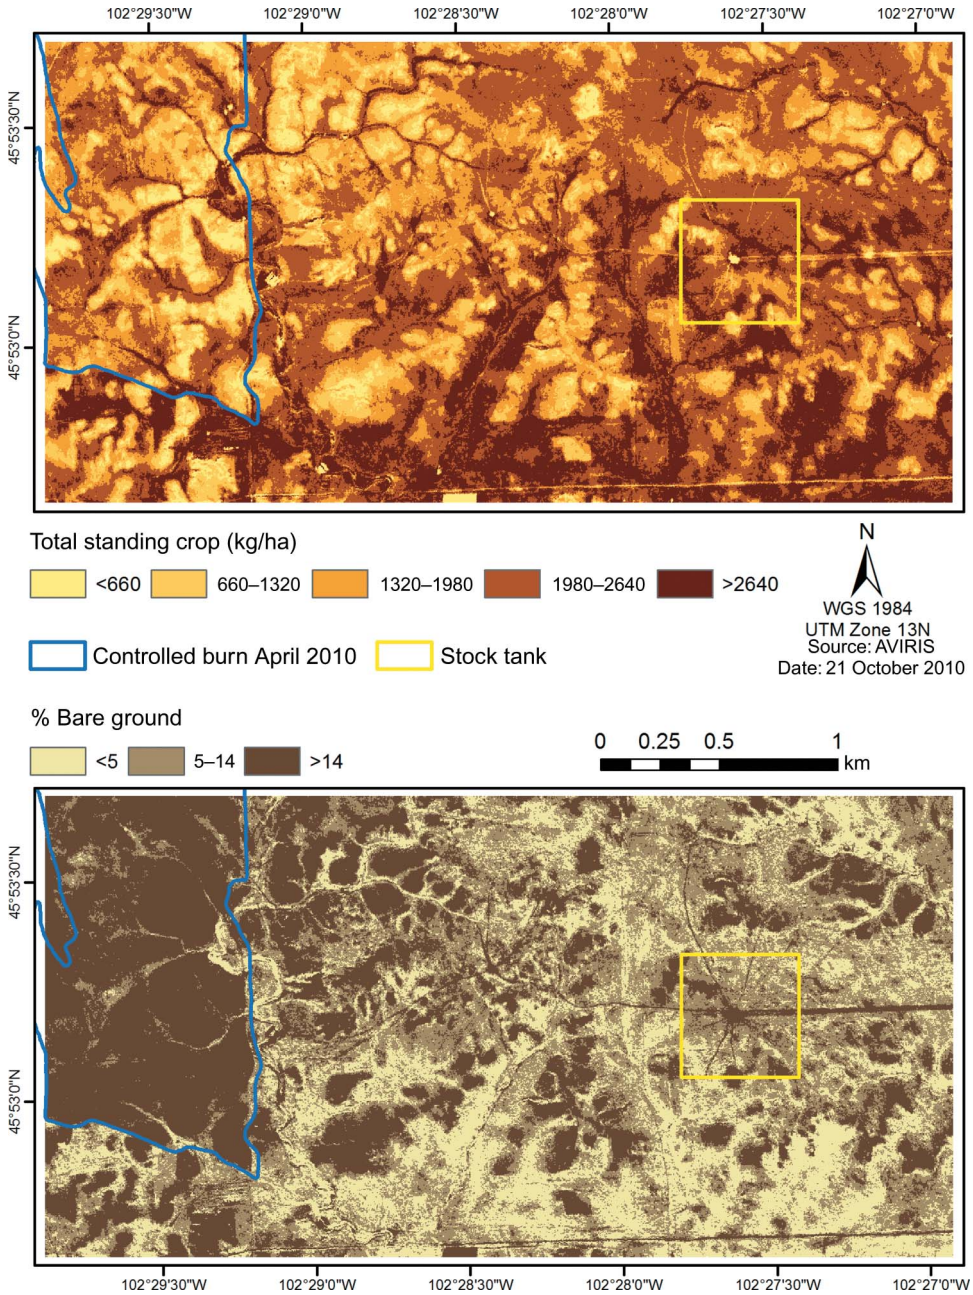 102°29'30"W 102°29'0"W 102°28'30"W 102°28'0"W 102°27'30"W 102°27'0"W
45°53'30"N
45°53'0"N
Total standing crop (kg/ha)
<660 660–1320 1320–1980 1980–2640 >2640
N
WGS 1984
UTM Zone 13N
Source: AVIRIS
Date: 21 October 2010
Controlled burn April 2010 Stock tank
% Bare ground
<5 5–14 >14
0 0.25 0.5 1
km
45°53'30"N
45°53'0"N
102°29'30"W 102°29'0"W 102°28'30"W 102°28'0"W 102°27'30"W 102°27'0"W